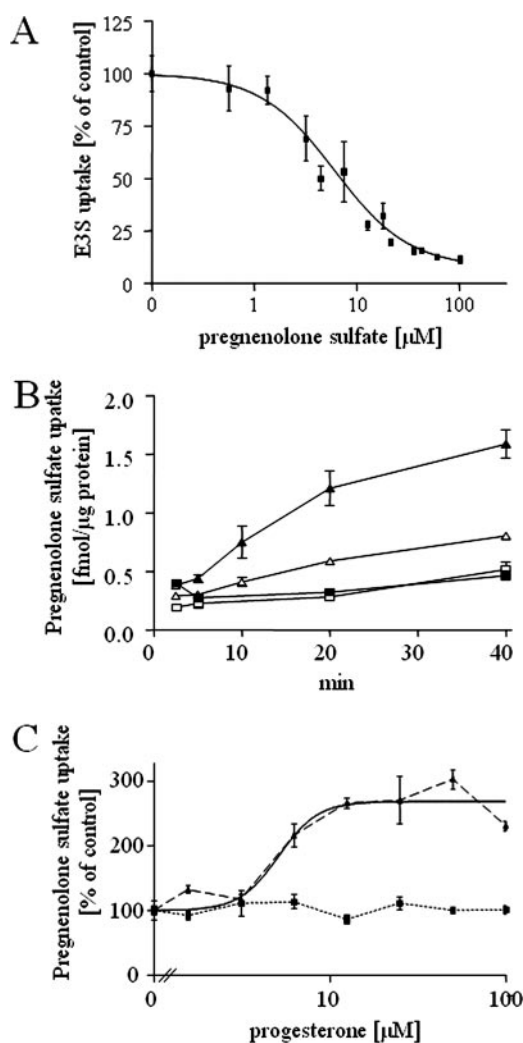 A
125
100
75
50
25
0
E3S uptake [% of control]
0
1
10
100
pregnenolone sulfate [µM]
B
2.0
1.5
1.0
0.5
0.0
Pregnenolone sulfate upatke
[fmol/µg protein]
0
10
20
30
40
min
C
300
200
100
0
Pregnenolone sulfate uptake
[% of control]
0
10
100
progesterone [µM]